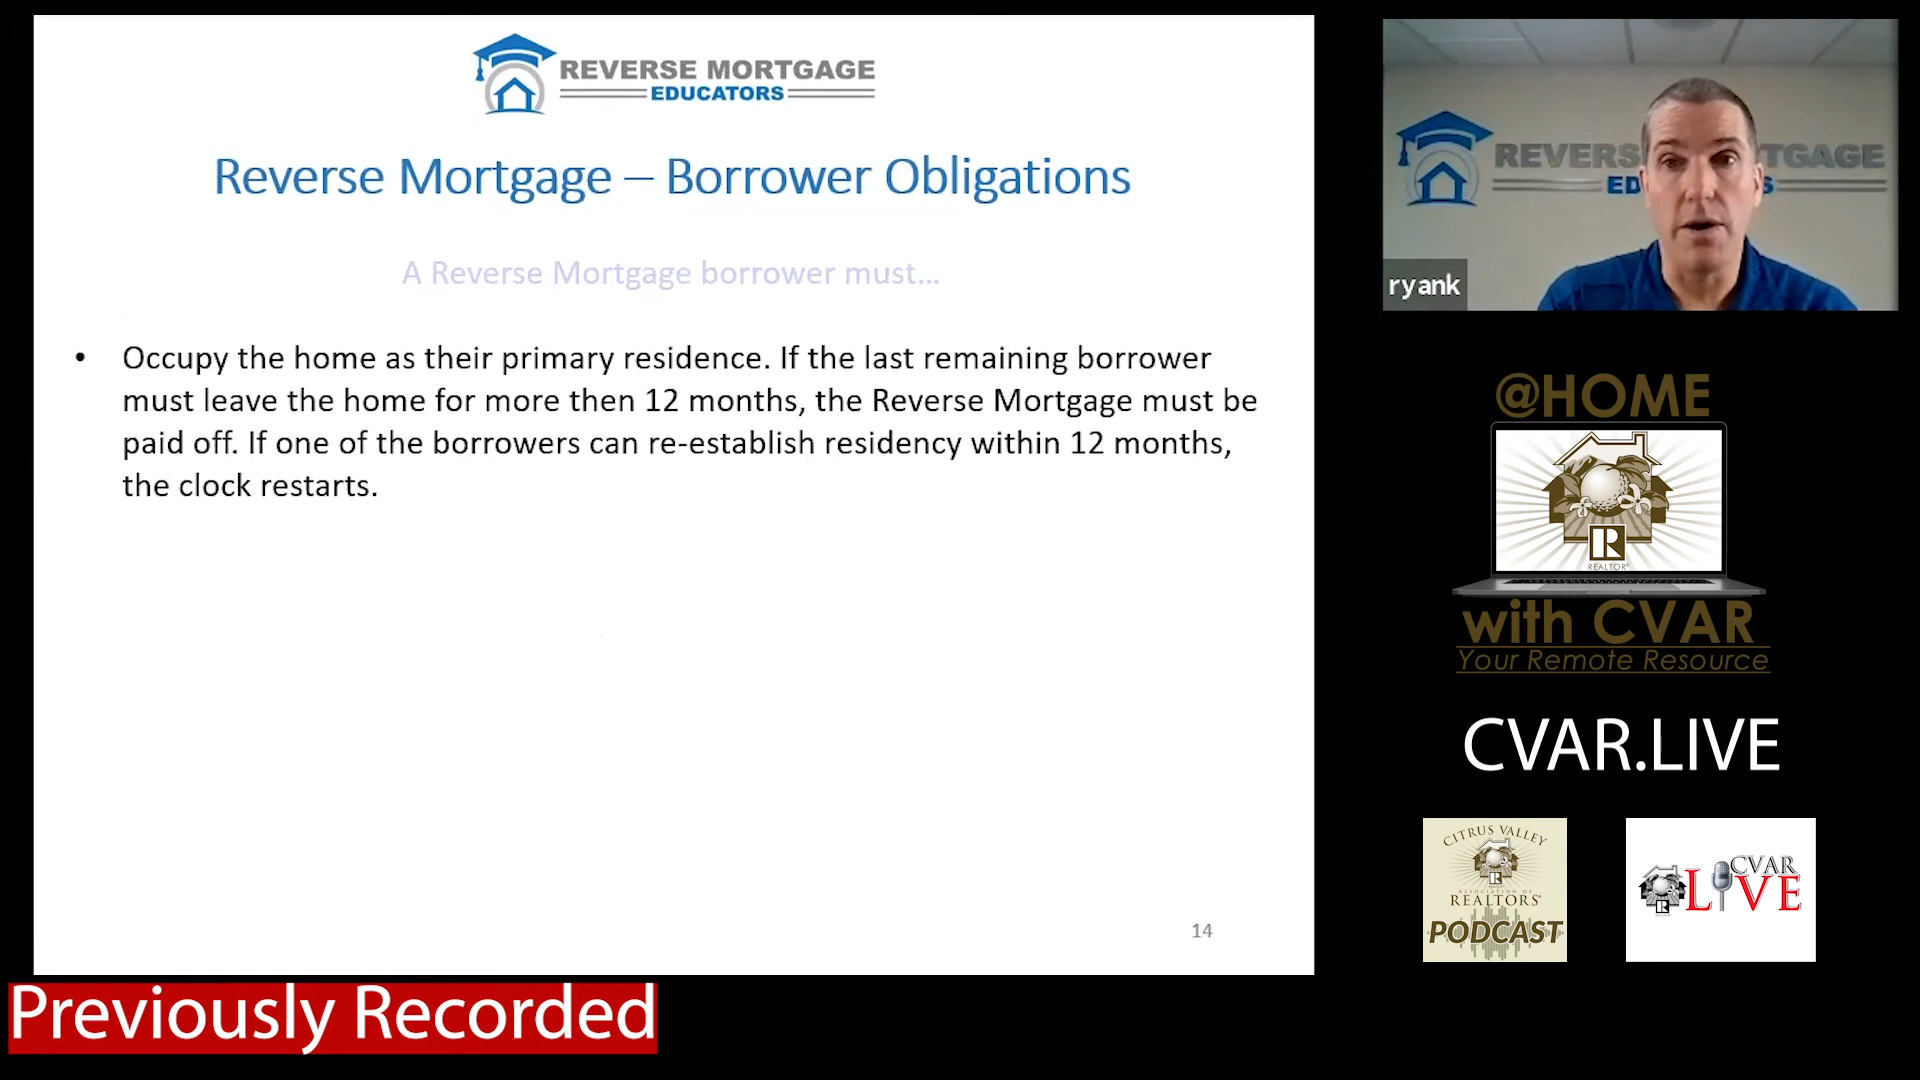 REVERSE MORTGAGE
EDUCATORS
Reverse Mortgage – Borrower Obligations
A Reverse Mortgage borrower must...
• Occupy the home as their primary residence. If the last remaining borrower
must leave the home for more then 12 months, the Reverse Mortgage must be
paid off. If one of the borrowers can re-establish residency within 12 months,
the clock restarts.
14
Previously Recorded
ryank
@HOME
R
REALTOR®
with CVAR
Your Remote Resource
CVAR.LIVE
CITRUS VALLEY
R
ASSOCIATION OF
REALTORS®
PODCAST
CVAR
LIVE
R